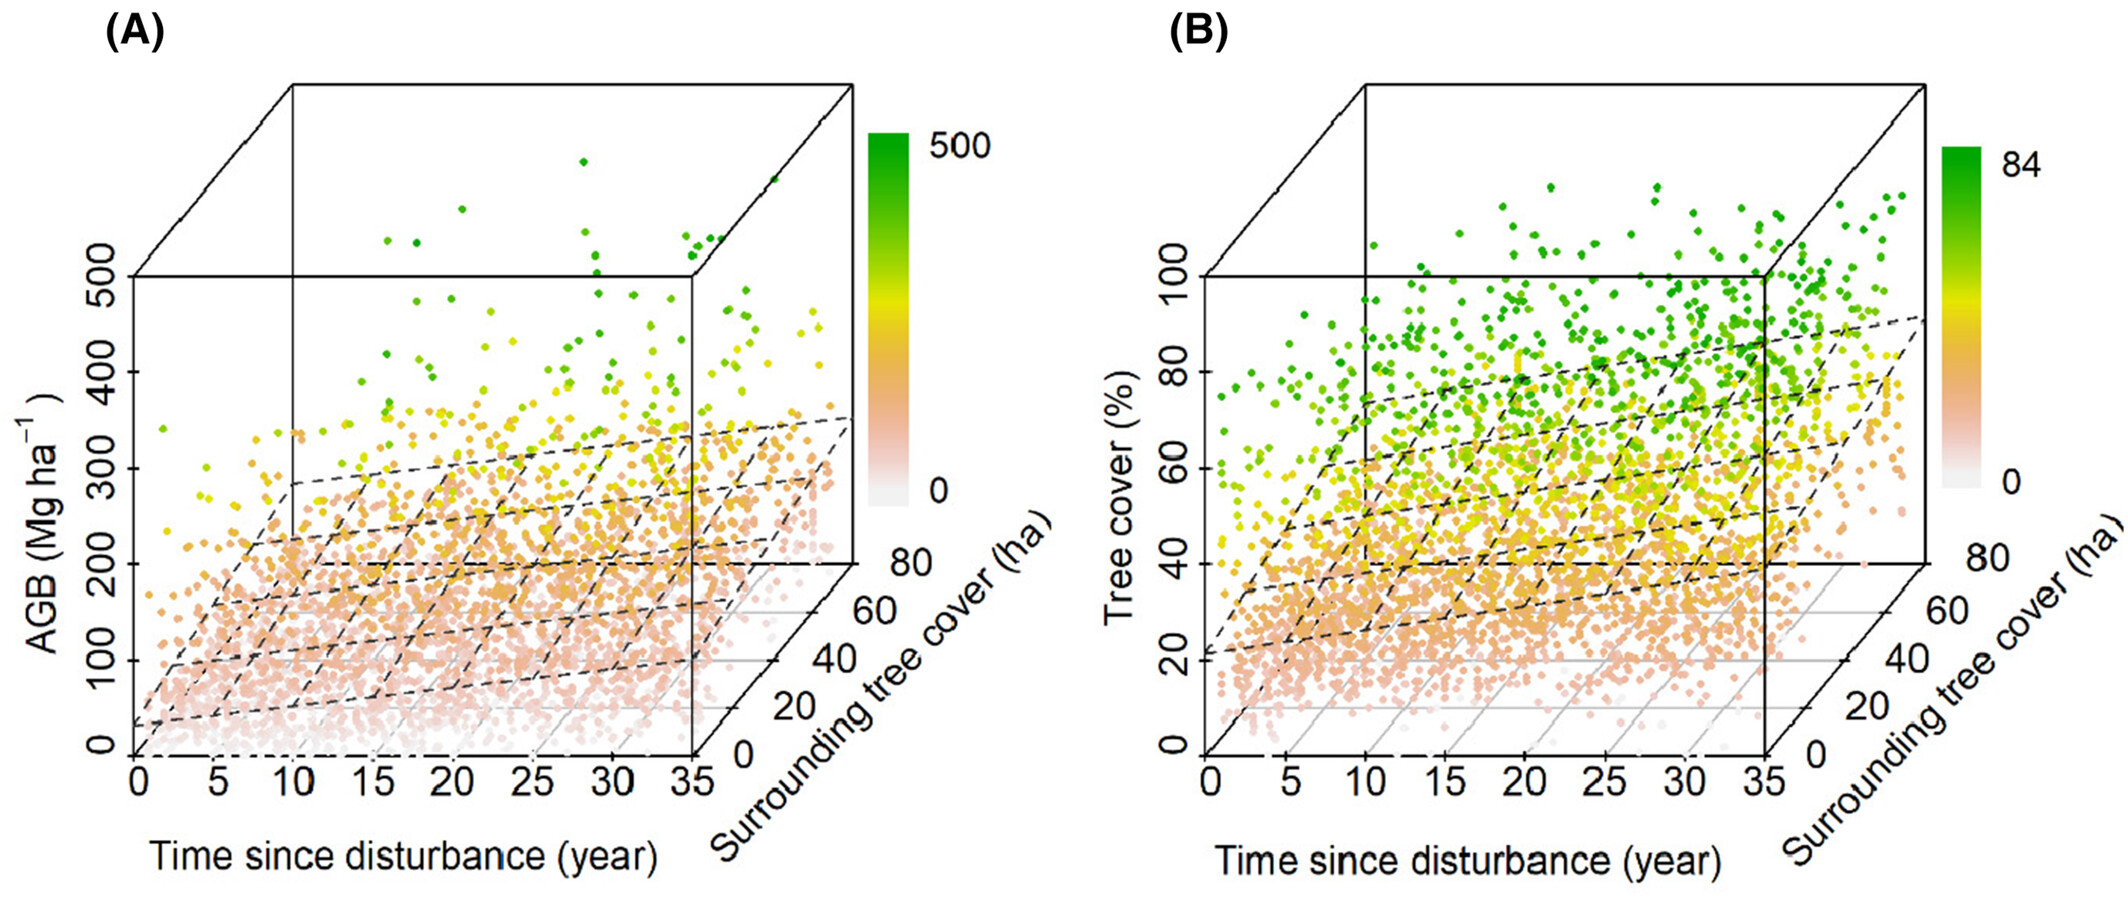 (A)
500
400
300
200
100
0
AGB (Mg ha⁻¹ )
0 5 10 15 20 25 30 35
Time since disturbance (year)
0
20
40
60
80
Surrounding tree cover (ha)
500
0
(B)
100
80
60
40
20
0
Tree cover (%)
0 5 10 15 20 25 30 35
Time since disturbance (year)
0
20
40
60
80
Surrounding tree cover (ha)
84
0